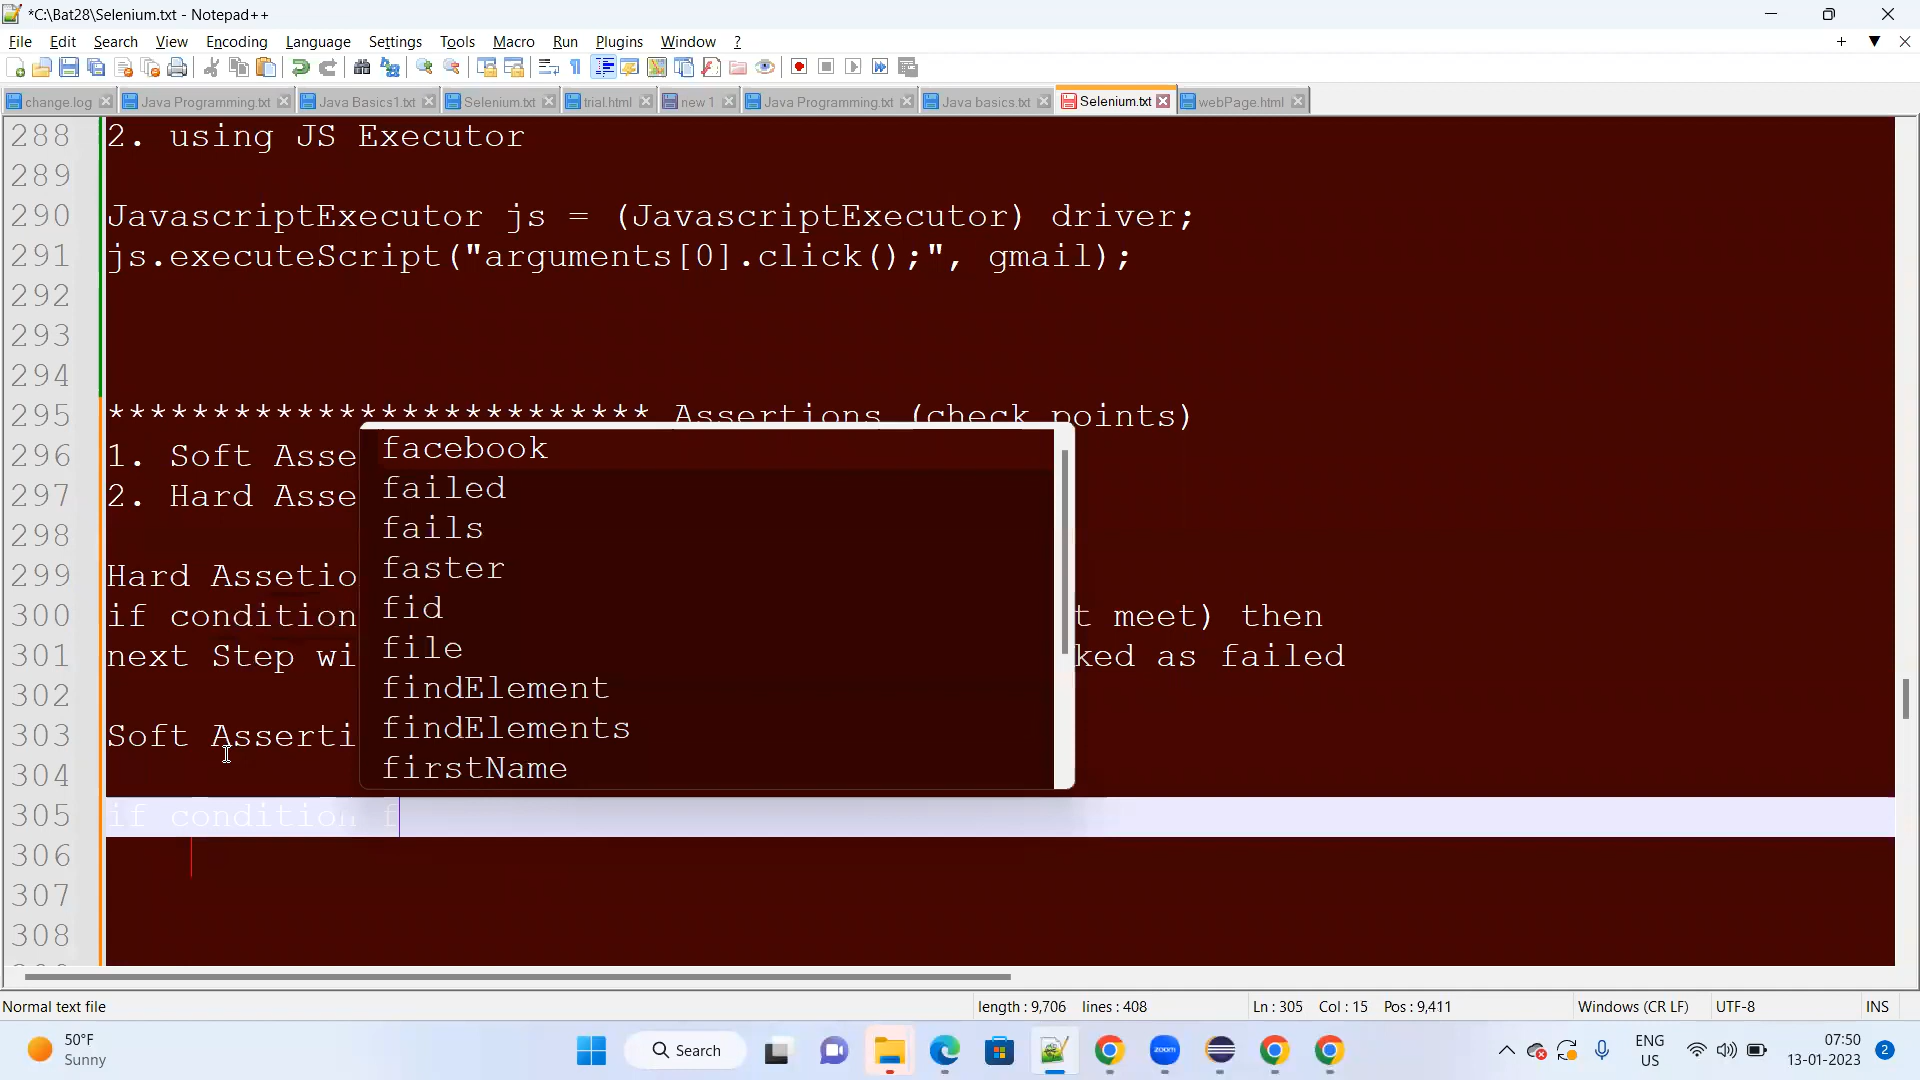 *C:\Bat28\Selenium.txt - Notepad++
File Edit Search View Encoding Language Settings Tools Macro Run Plugins Window ?
change.log Java Programming.txt Java Basics1.txt Selenium.txt trial.html new 1 Java Programming.txt Java basics.txt Selenium.txt webPage.html
288 2. using JS Executor
289
290 JavascriptExecutor js = (JavascriptExecutor) driver;
291 js.executeScript("arguments[0].click();", gmail);
292
293
294
295 ************************** Assertions (check points)
296 1. Soft Asse
297 2. Hard Asse
298
299 Hard Assetio
300 if condition t meet) then
301 next Step wi ked as failed
302
303 Soft Asserti
304
305 if condition f
306
307
308
facebook
failed
fails
faster
fid
file
findElement
findElements
firstName
Normal text file length : 9,706 lines : 408 Ln : 305 Col : 15 Pos : 9,411 Windows (CR LF) UTF-8 INS
50°F
Sunny
Search
zoom
ENG
US
07:50
13-01-2023
2